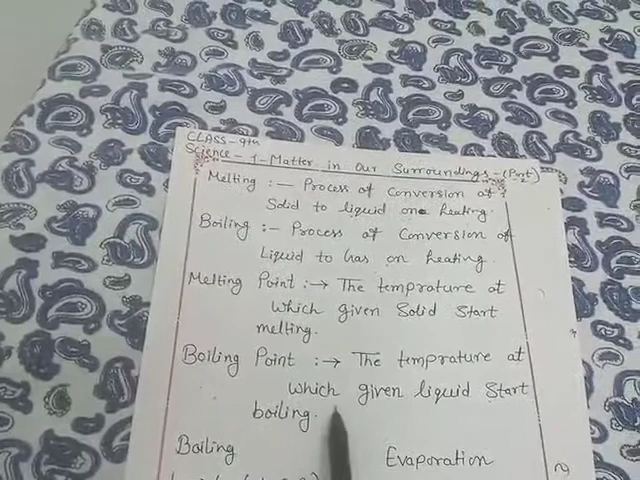 CLASS-9th
Science - 1 - Matter in Our Surroundings - (Part-2)
Melting :— Process of Conversion of
Solid to liquid one heating.
Boiling :- Process of Conversion of
Liquid to Gas on heating.
Melting Point :→ The temprature at
which given Solid Start
melting.
Boiling Point :→ The temprature at
which given liquid Start
boiling.
Boiling Evaporation